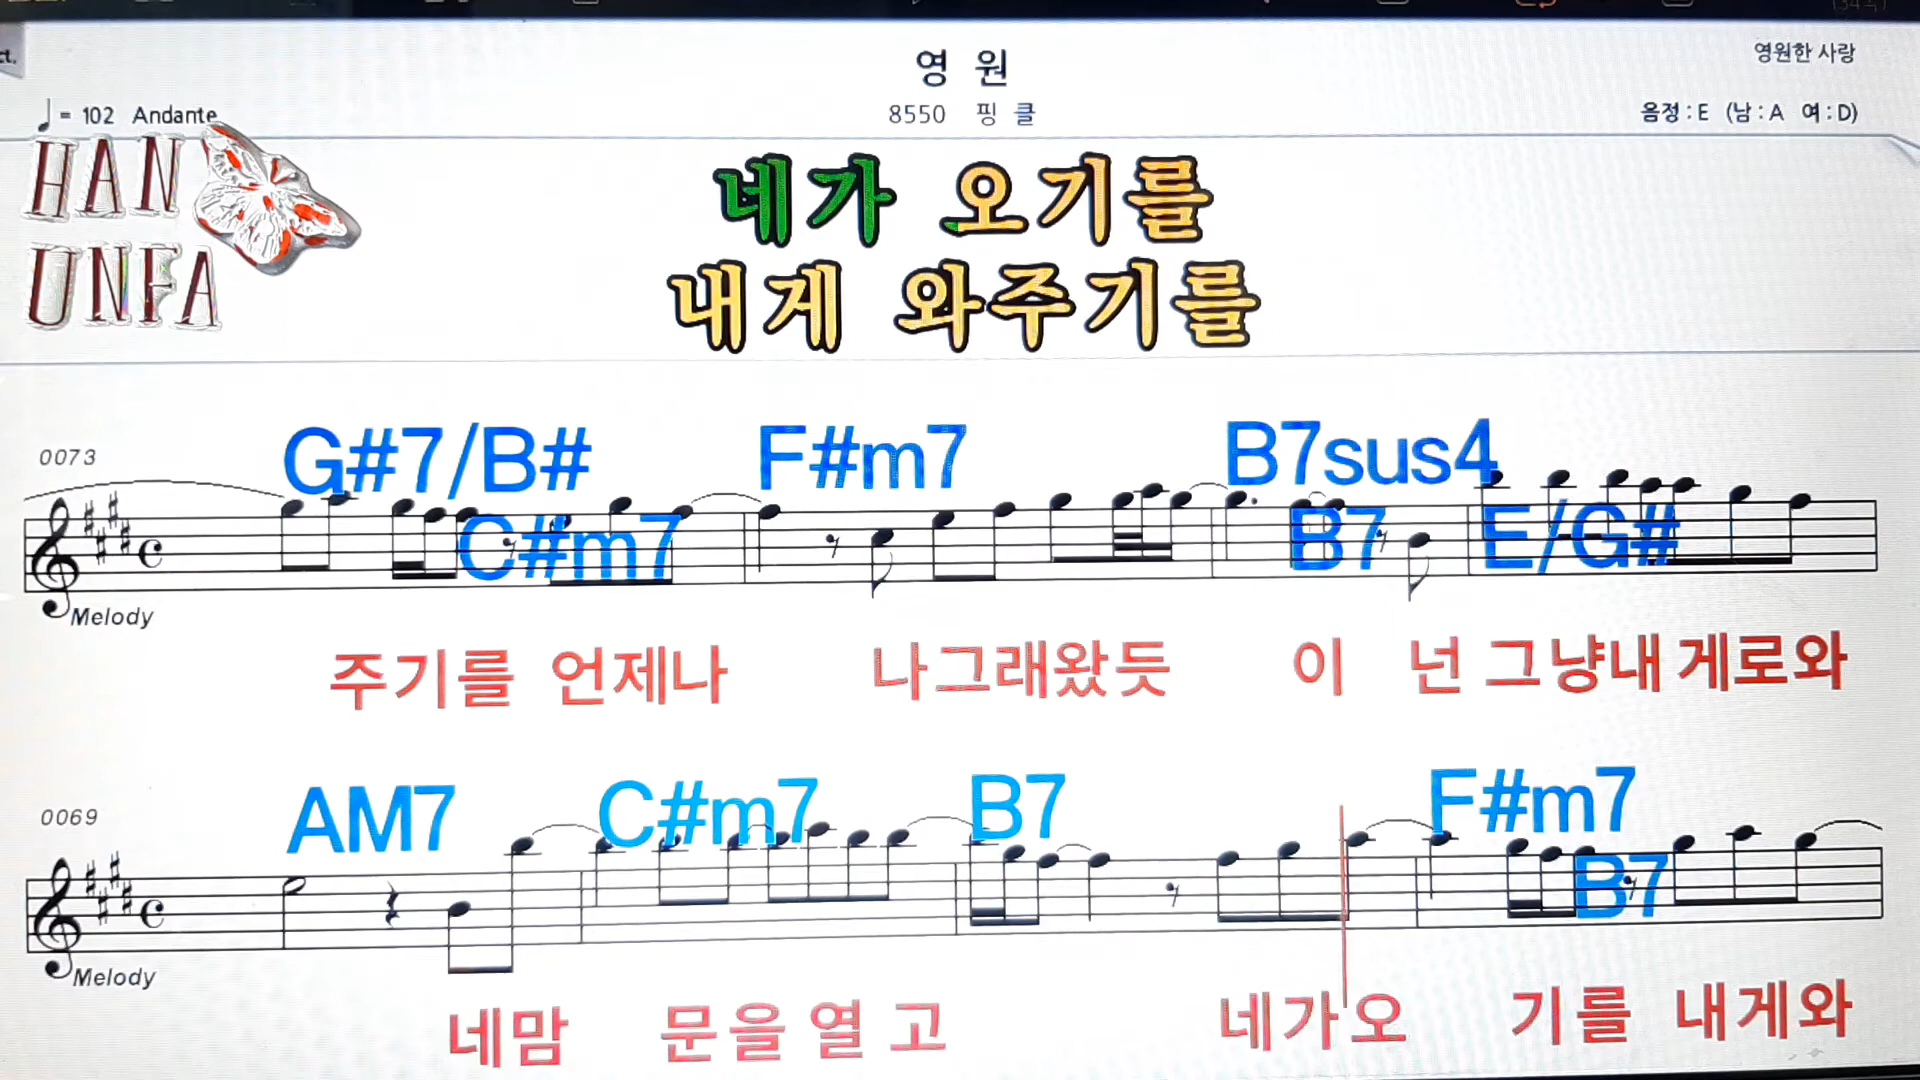 영 원
영원한 사랑
= 102 Andante
8550 핑 클
음정 : E (남 : A 여 : D)
HAN
UNFA
네가 오기를
내게 와주기를
0073
G#7/B# F#m7 B7sus4
C#m7 B7 E/G#
Melody
주기를 언제나 나그래왔듯 이 넌 그냥내게로와
0069
AM7 C#m7 B7 F#m7
B7
Melody
네맘 문을열고 네가오 기를 내게와